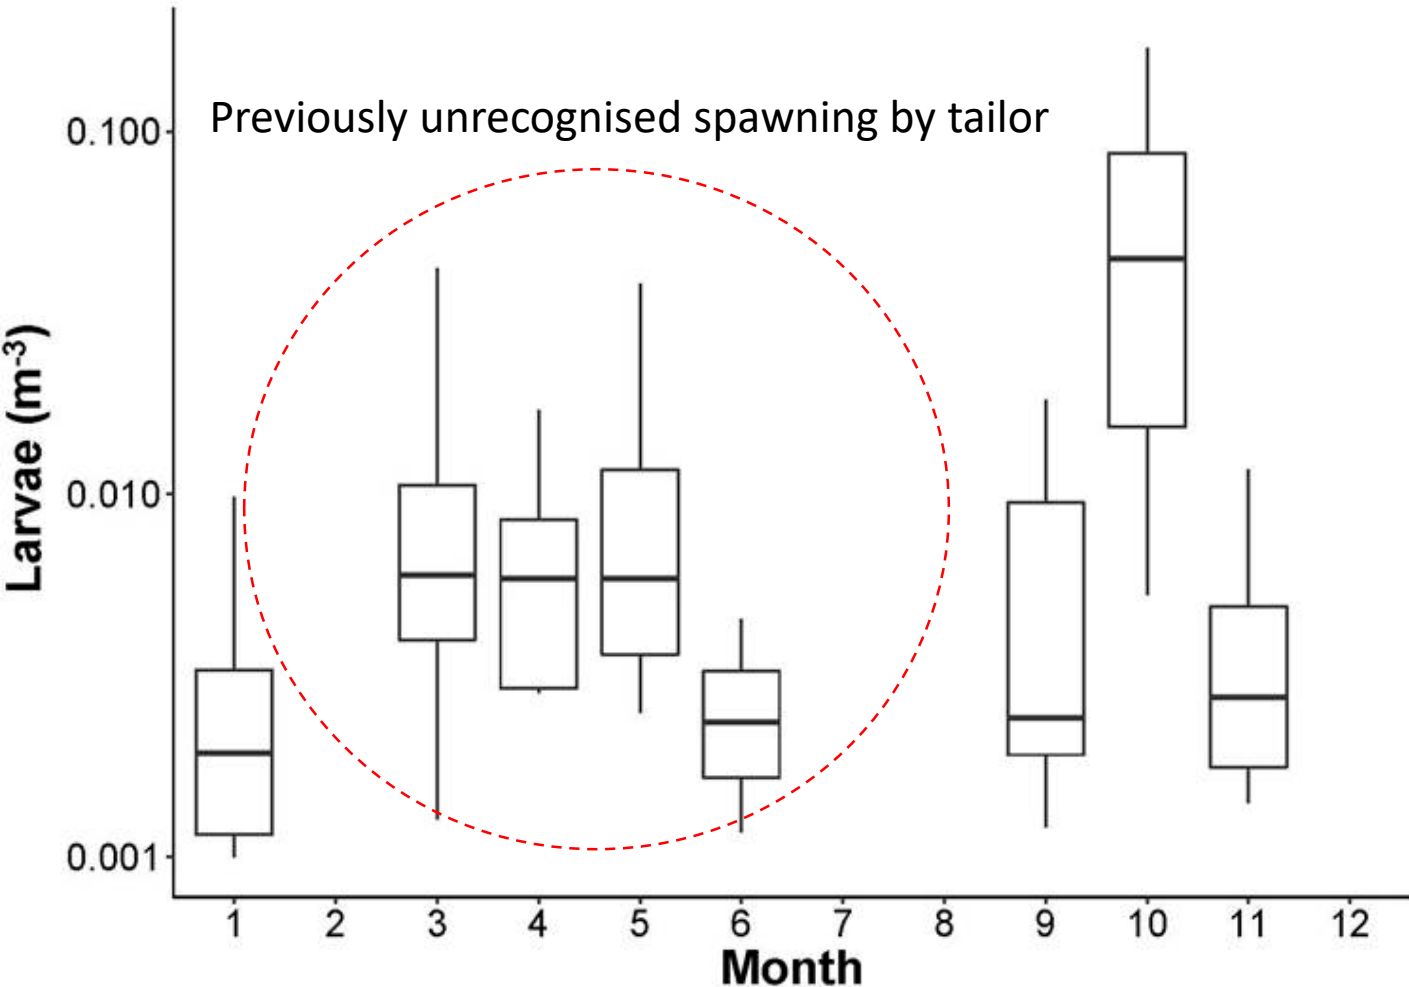 Previously unrecognised spawning by tailor
0.100
0.010
0.001
Larvae (m⁻³)
1 2 3 4 5 6 7 8 9 10 11 12
Month